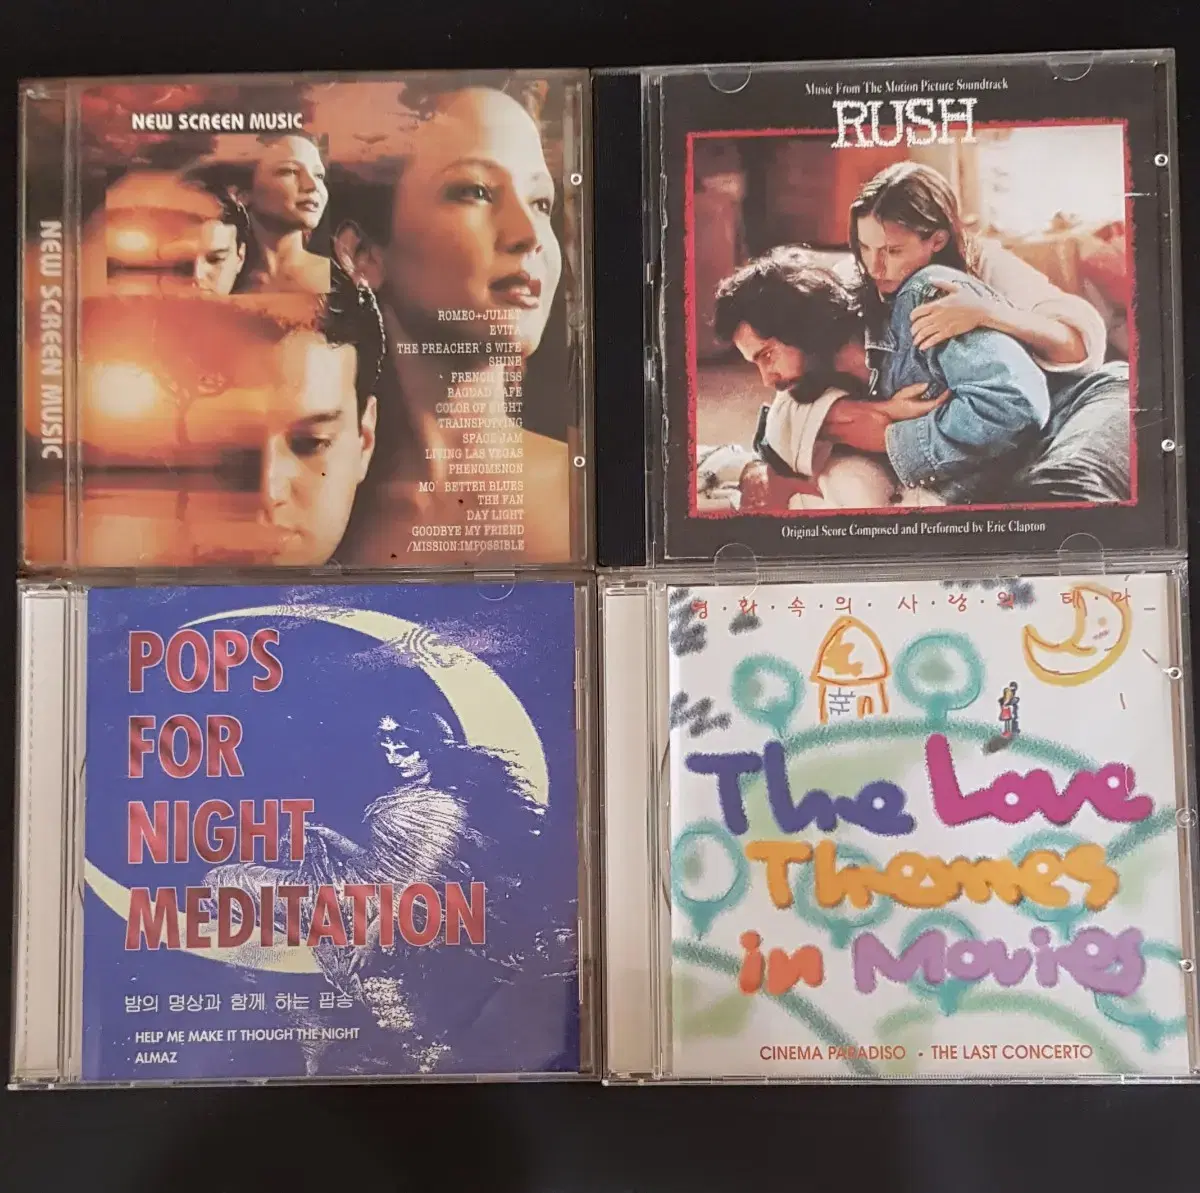 NEW SCREEN MUSIC
NEW SCREEN MUSIC
ROMEO+JULIET
EVITA
THE PREACHER'S WIFE
SHINE
FRENCH KISS
BAGDAD CAFE
COLOR OF NIGHT
TRAINSPOTTING
SPACE JAM
LIVING LAS VEGAS
PHENOMENON
MO' BETTER BLUES
THE FAN
DAY LIGHT
GOODBYE MY FRIEND
/MISSION:IMPOSSIBLE
Music From The Motion Picture Soundtrack
RUSH
Original Score Composed and Performed by Eric Clapton
POPS
FOR
NIGHT
MEDITATION
밤의 명상과 함께 하는 팝송
· HELP ME MAKE IT THOUGH THE NIGHT
· ALMAZ
영·화·속·의·사·랑·의 테·마
The Love
Themes
in Movies
CINEMA PARADISO · THE LAST CONCERTO